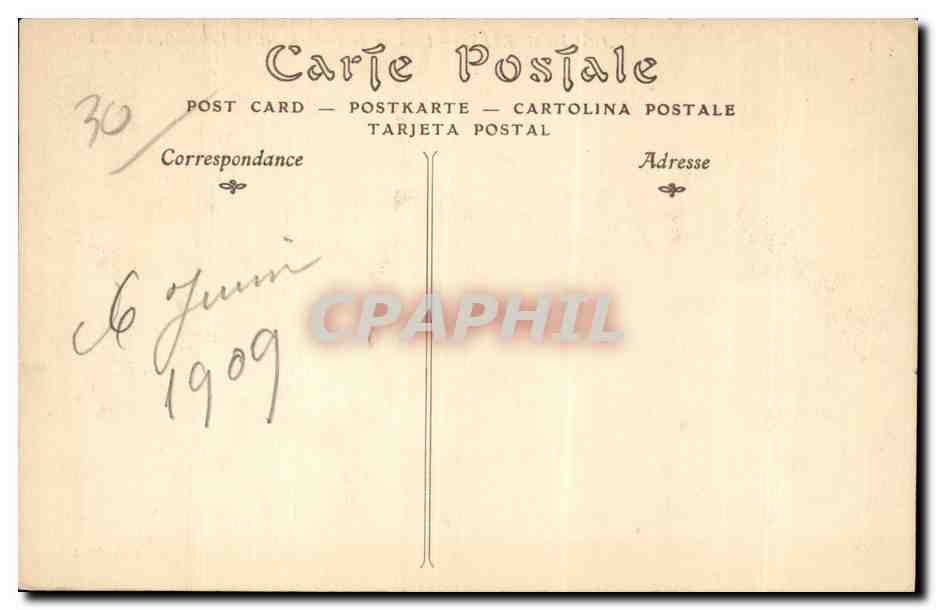 Carte Postale
30
POST CARD — POSTKARTE — CARTOLINA POSTALE
TARJETA POSTAL
Correspondance
Adresse
6 Juin
1909
CPAPHIL